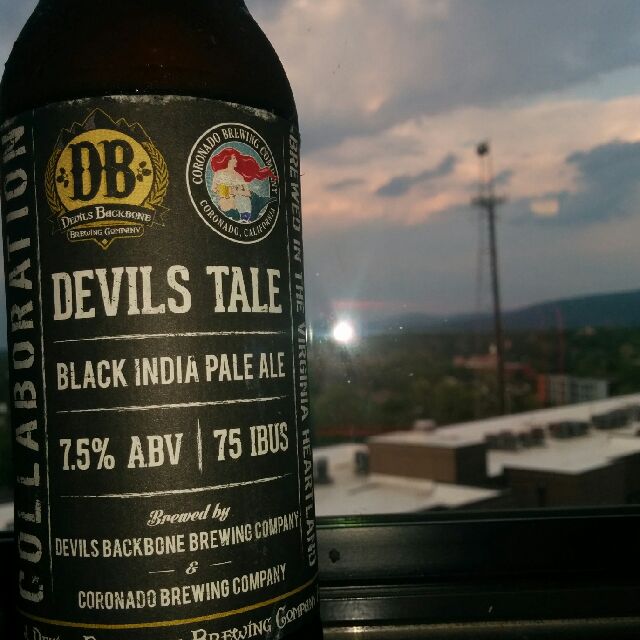 COLLABORATION
DB
DEVILS BACKBONE
BREWING COMPANY
CORONADO BREWING COMPANY
CORONADO, CALIFORNIA
DEVILS TALE
BLACK INDIA PALE ALE
7.5% ABV | 75 IBUS
Brewed by
DEVILS BACKBONE BREWING COMPANY
&
CORONADO BREWING COMPANY
BREWED IN THE VIRGINIA HEARTLAND
BREWING COMPANY